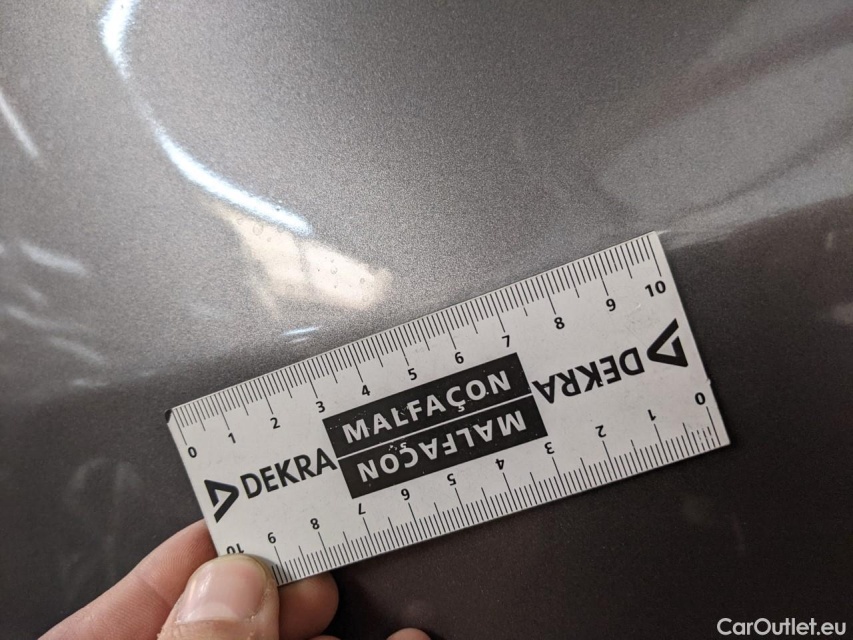 0 1 2 3 4 5 6 7 8 9 10
DEKRA MALFAÇON DEKRA
MALFAÇON
10 9 8 7 6 5 4 3 2 1 0
CarOutlet.eu